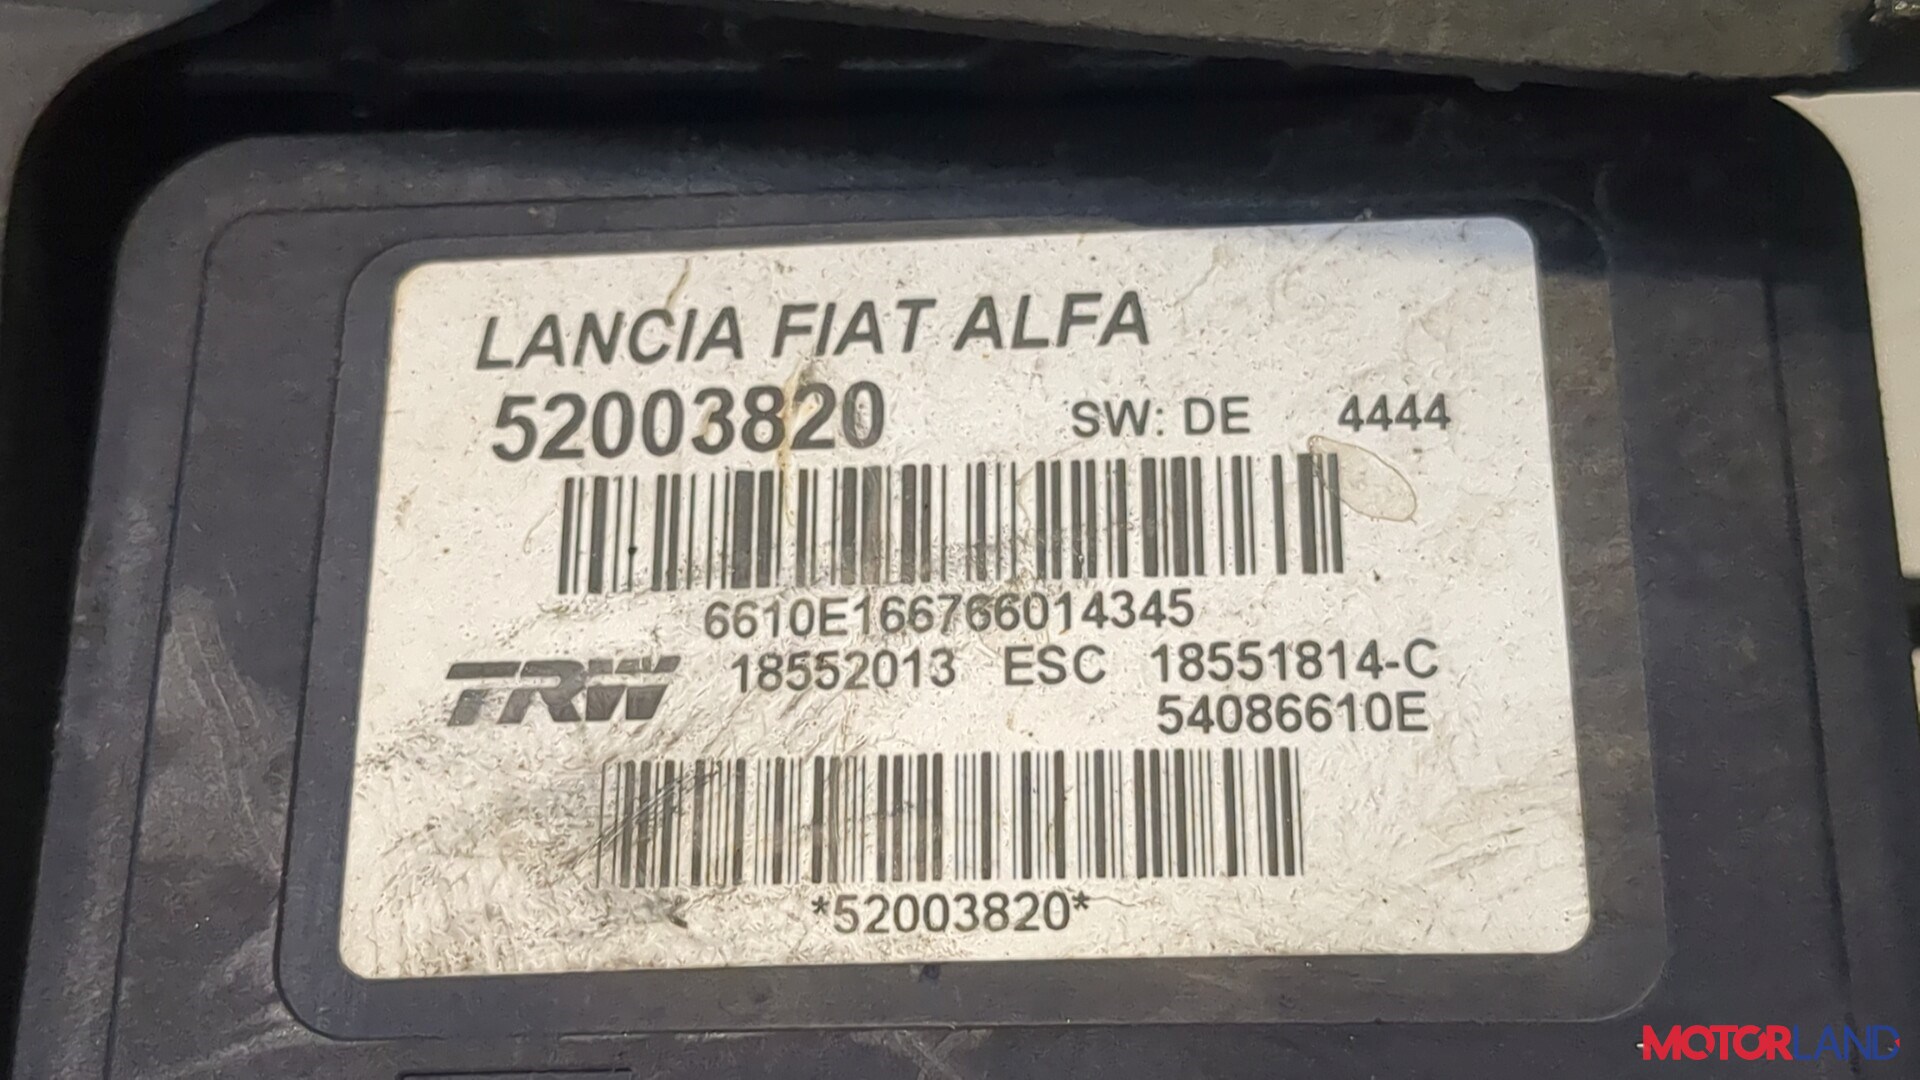 LANCIA FIAT ALFA
52003820 SW: DE 4444
6610E166766014345
TRW 18552013 ESC 18551814-C
54086610E
*52003820*
MOTORLAND